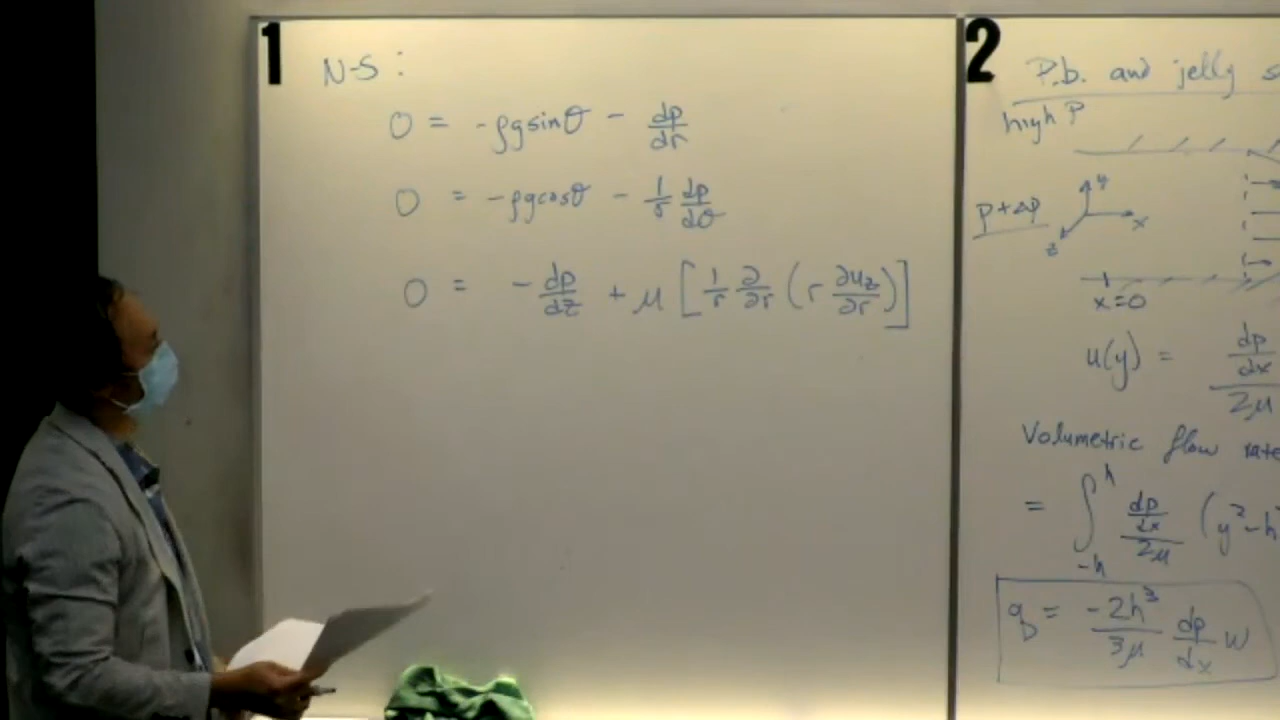 1
N-S:
0 = -ρg sinθ - dp/dr
0 = -ρg cosθ - 1/r dp/dθ
0 = -dp/dz + μ [1/r ∂/∂r (r ∂u_z/∂r)]
2
P.b. and jelly
high P
P+ΔP
y
x
z
x=0
u(y) = dp/dx / 2μ
Volumetric flow rate
= ∫_{-h}^{h} dp/dx / 2μ (y² - h
q = -2h³/3μ dp/dx w